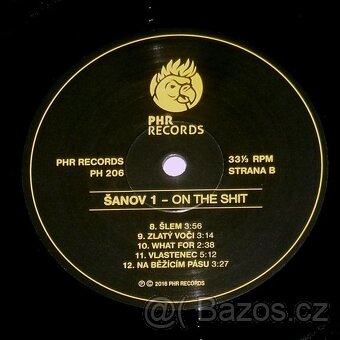 PHR
RECORDS
PHR RECORDS
PH 206
33⅓ RPM
STRANA B
ŠANOV 1 – ON THE SHIT
8. ŠLEM 3:56
9. ZLATÝ VOČI 3:14
10. WHAT FOR 2:38
11. VLASTENEC 5:12
12. NA BĚŽÍCÍM PÁSU 3:27
Ⓟ © 2016 PHR RECORDS
Bazos.cz